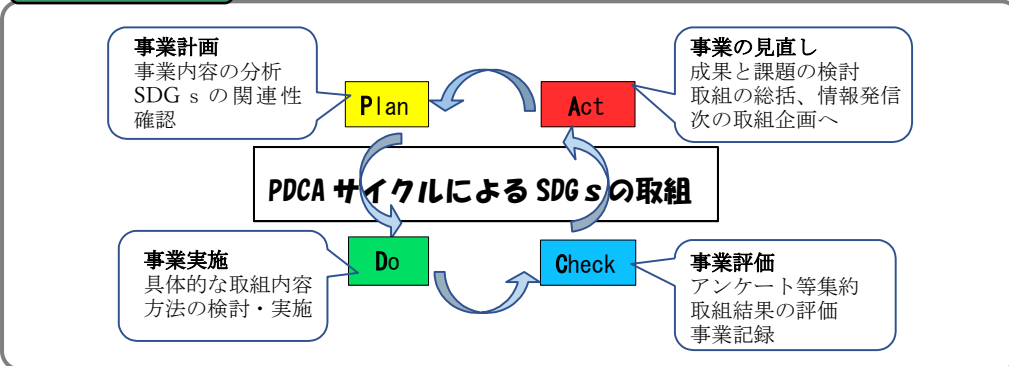 事業計画
事業内容の分析
SDGsの関連性
確認
Plan
Act
事業の見直し
成果と課題の検討
取組の総括、情報発信
次の取組企画へ
PDCAサイクルによるSDGsの取組
事業実施
具体的な取組内容
方法の検討・実施
Do
Check
事業評価
アンケート等集約
取組結果の評価
事業記録